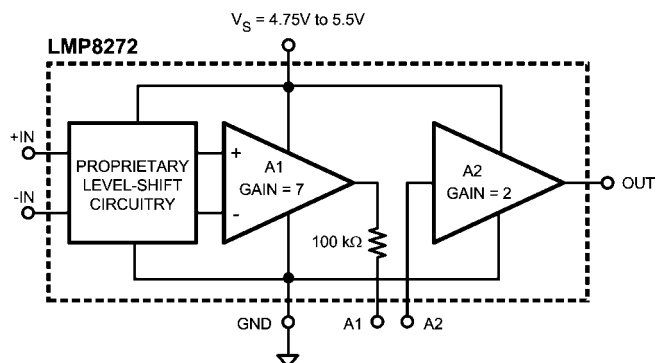 V_S = 4.75V to 5.5V
LMP8272
+IN
-IN
PROPRIETARY
LEVEL-SHIFT
CIRCUITRY
+
-
A1
GAIN = 7
A2
GAIN = 2
OUT
100 kΩ
GND
A1
A2